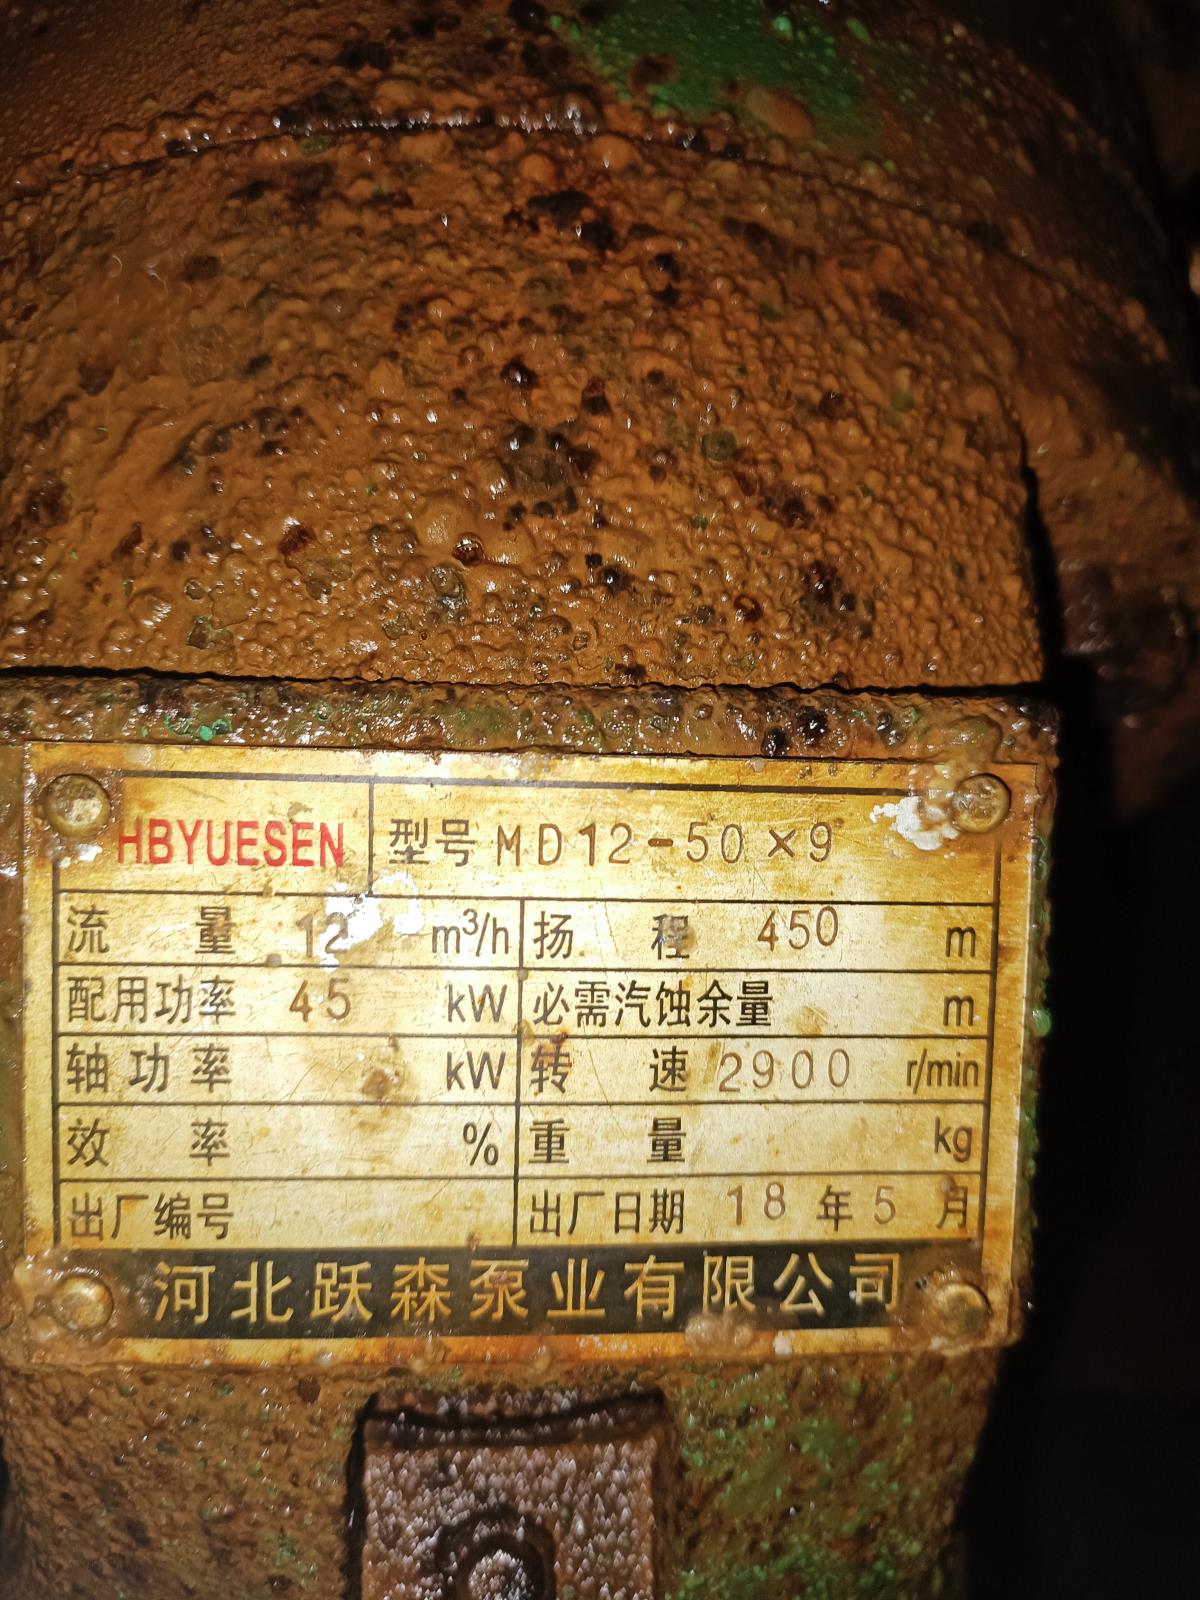 HBYUESEN 型号 MD12-50×9
流量 12 m³/h 扬程 450 m
配用功率 45 kW 必需汽蚀余量 m
轴功率 kW 转速 2900 r/min
效率 % 重量 kg
出厂编号 出厂日期 18 年 5 月
河北跃森泵业有限公司